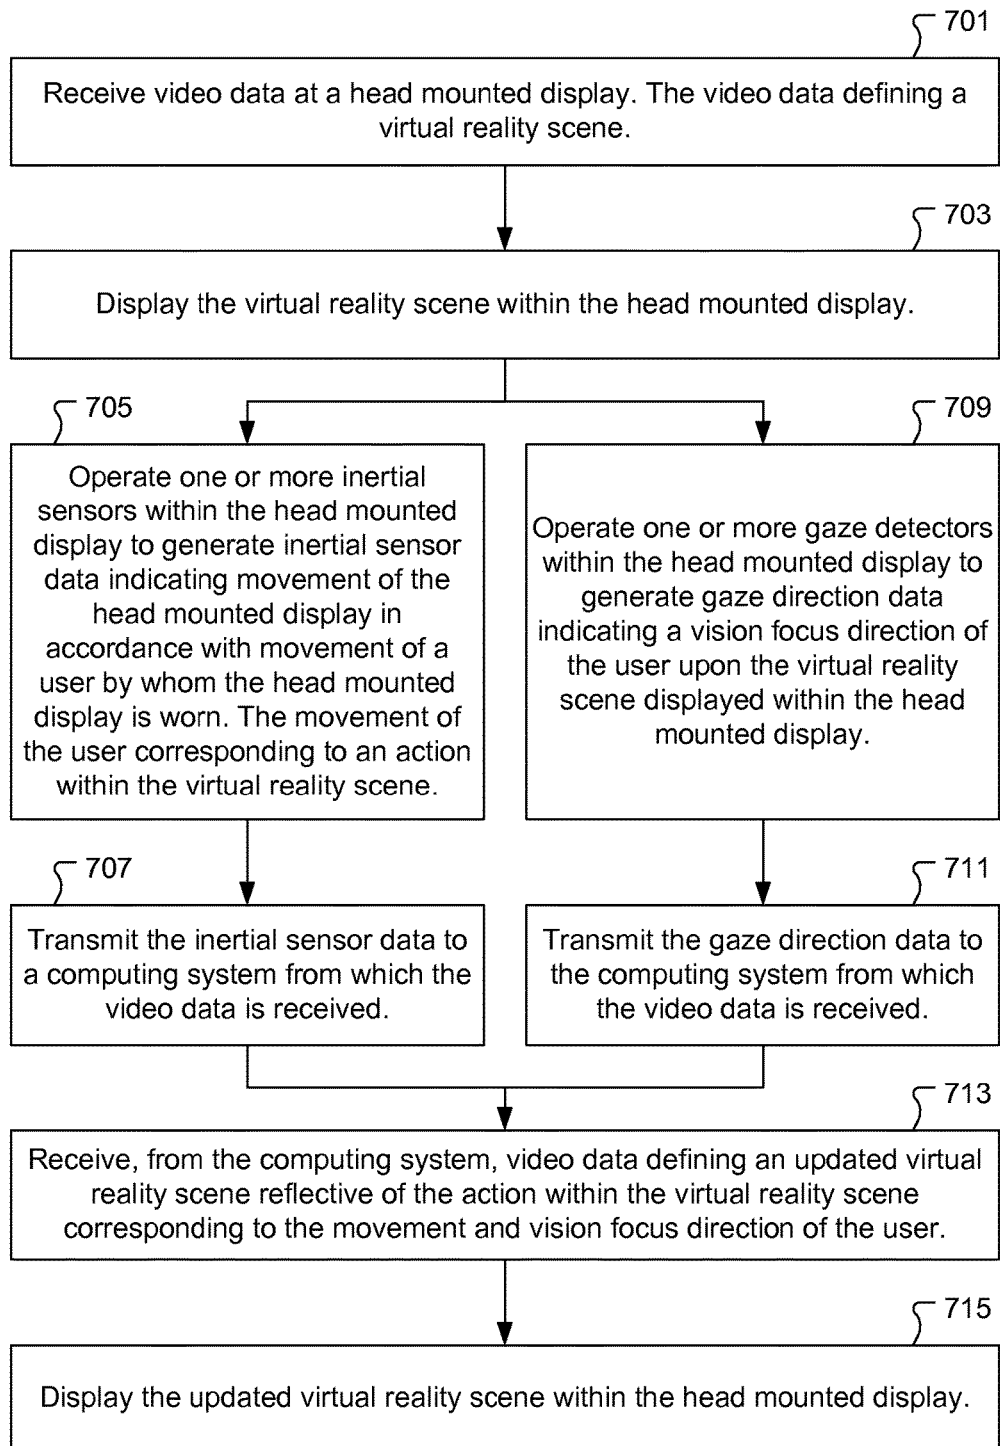 701
Receive video data at a head mounted display. The video data defining a
virtual reality scene.
703
Display the virtual reality scene within the head mounted display.
705
Operate one or more inertial
sensors within the head mounted
display to generate inertial sensor
data indicating movement of the
head mounted display in
accordance with movement of a
user by whom the head mounted
display is worn. The movement of
the user corresponding to an action
within the virtual reality scene.
709
Operate one or more gaze detectors
within the head mounted display to
generate gaze direction data
indicating a vision focus direction of
the user upon the virtual reality
scene displayed within the head
mounted display.
707
Transmit the inertial sensor data to
a computing system from which the
video data is received.
711
Transmit the gaze direction data to
the computing system from which
the video data is received.
713
Receive, from the computing system, video data defining an updated virtual
reality scene reflective of the action within the virtual reality scene
corresponding to the movement and vision focus direction of the user.
715
Display the updated virtual reality scene within the head mounted display.